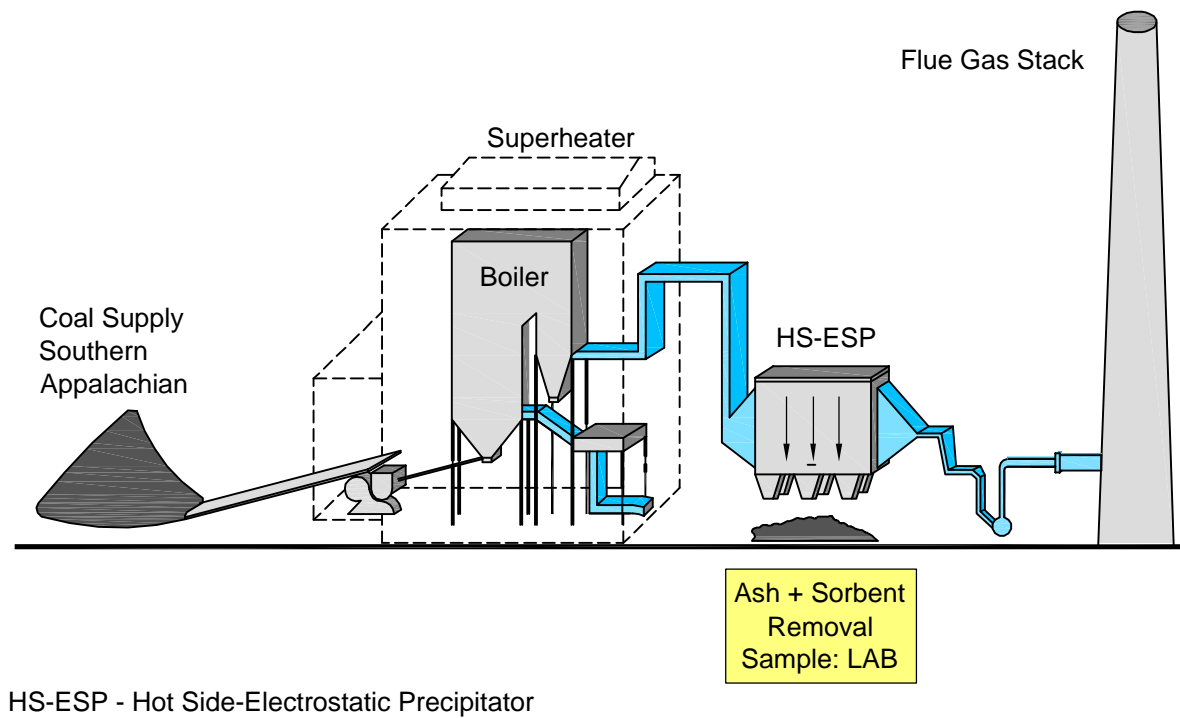 Flue Gas Stack
Superheater
Boiler
Coal Supply
Southern
Appalachian
HS-ESP
Ash + Sorbent
Removal
Sample: LAB
HS-ESP - Hot Side-Electrostatic Precipitator